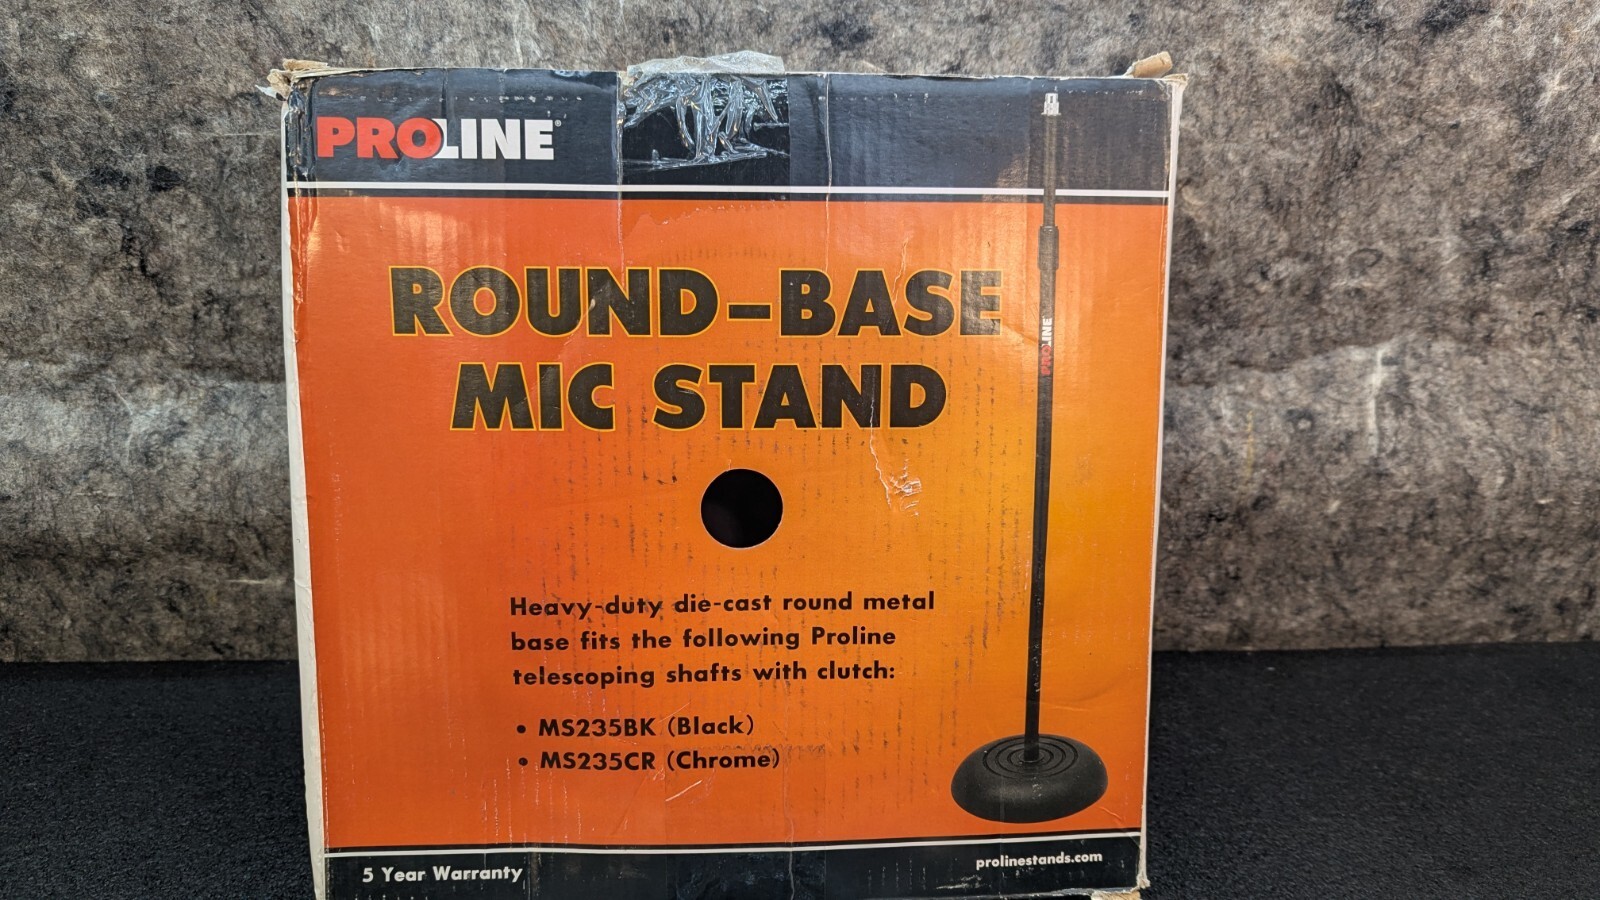 PROLINE®
ROUND-BASE
MIC STAND
PROLINE
Heavy-duty die-cast round metal
base fits the following Proline
telescoping shafts with clutch:
• MS235BK (Black)
• MS235CR (Chrome)
5 Year Warranty
prolinestands.com